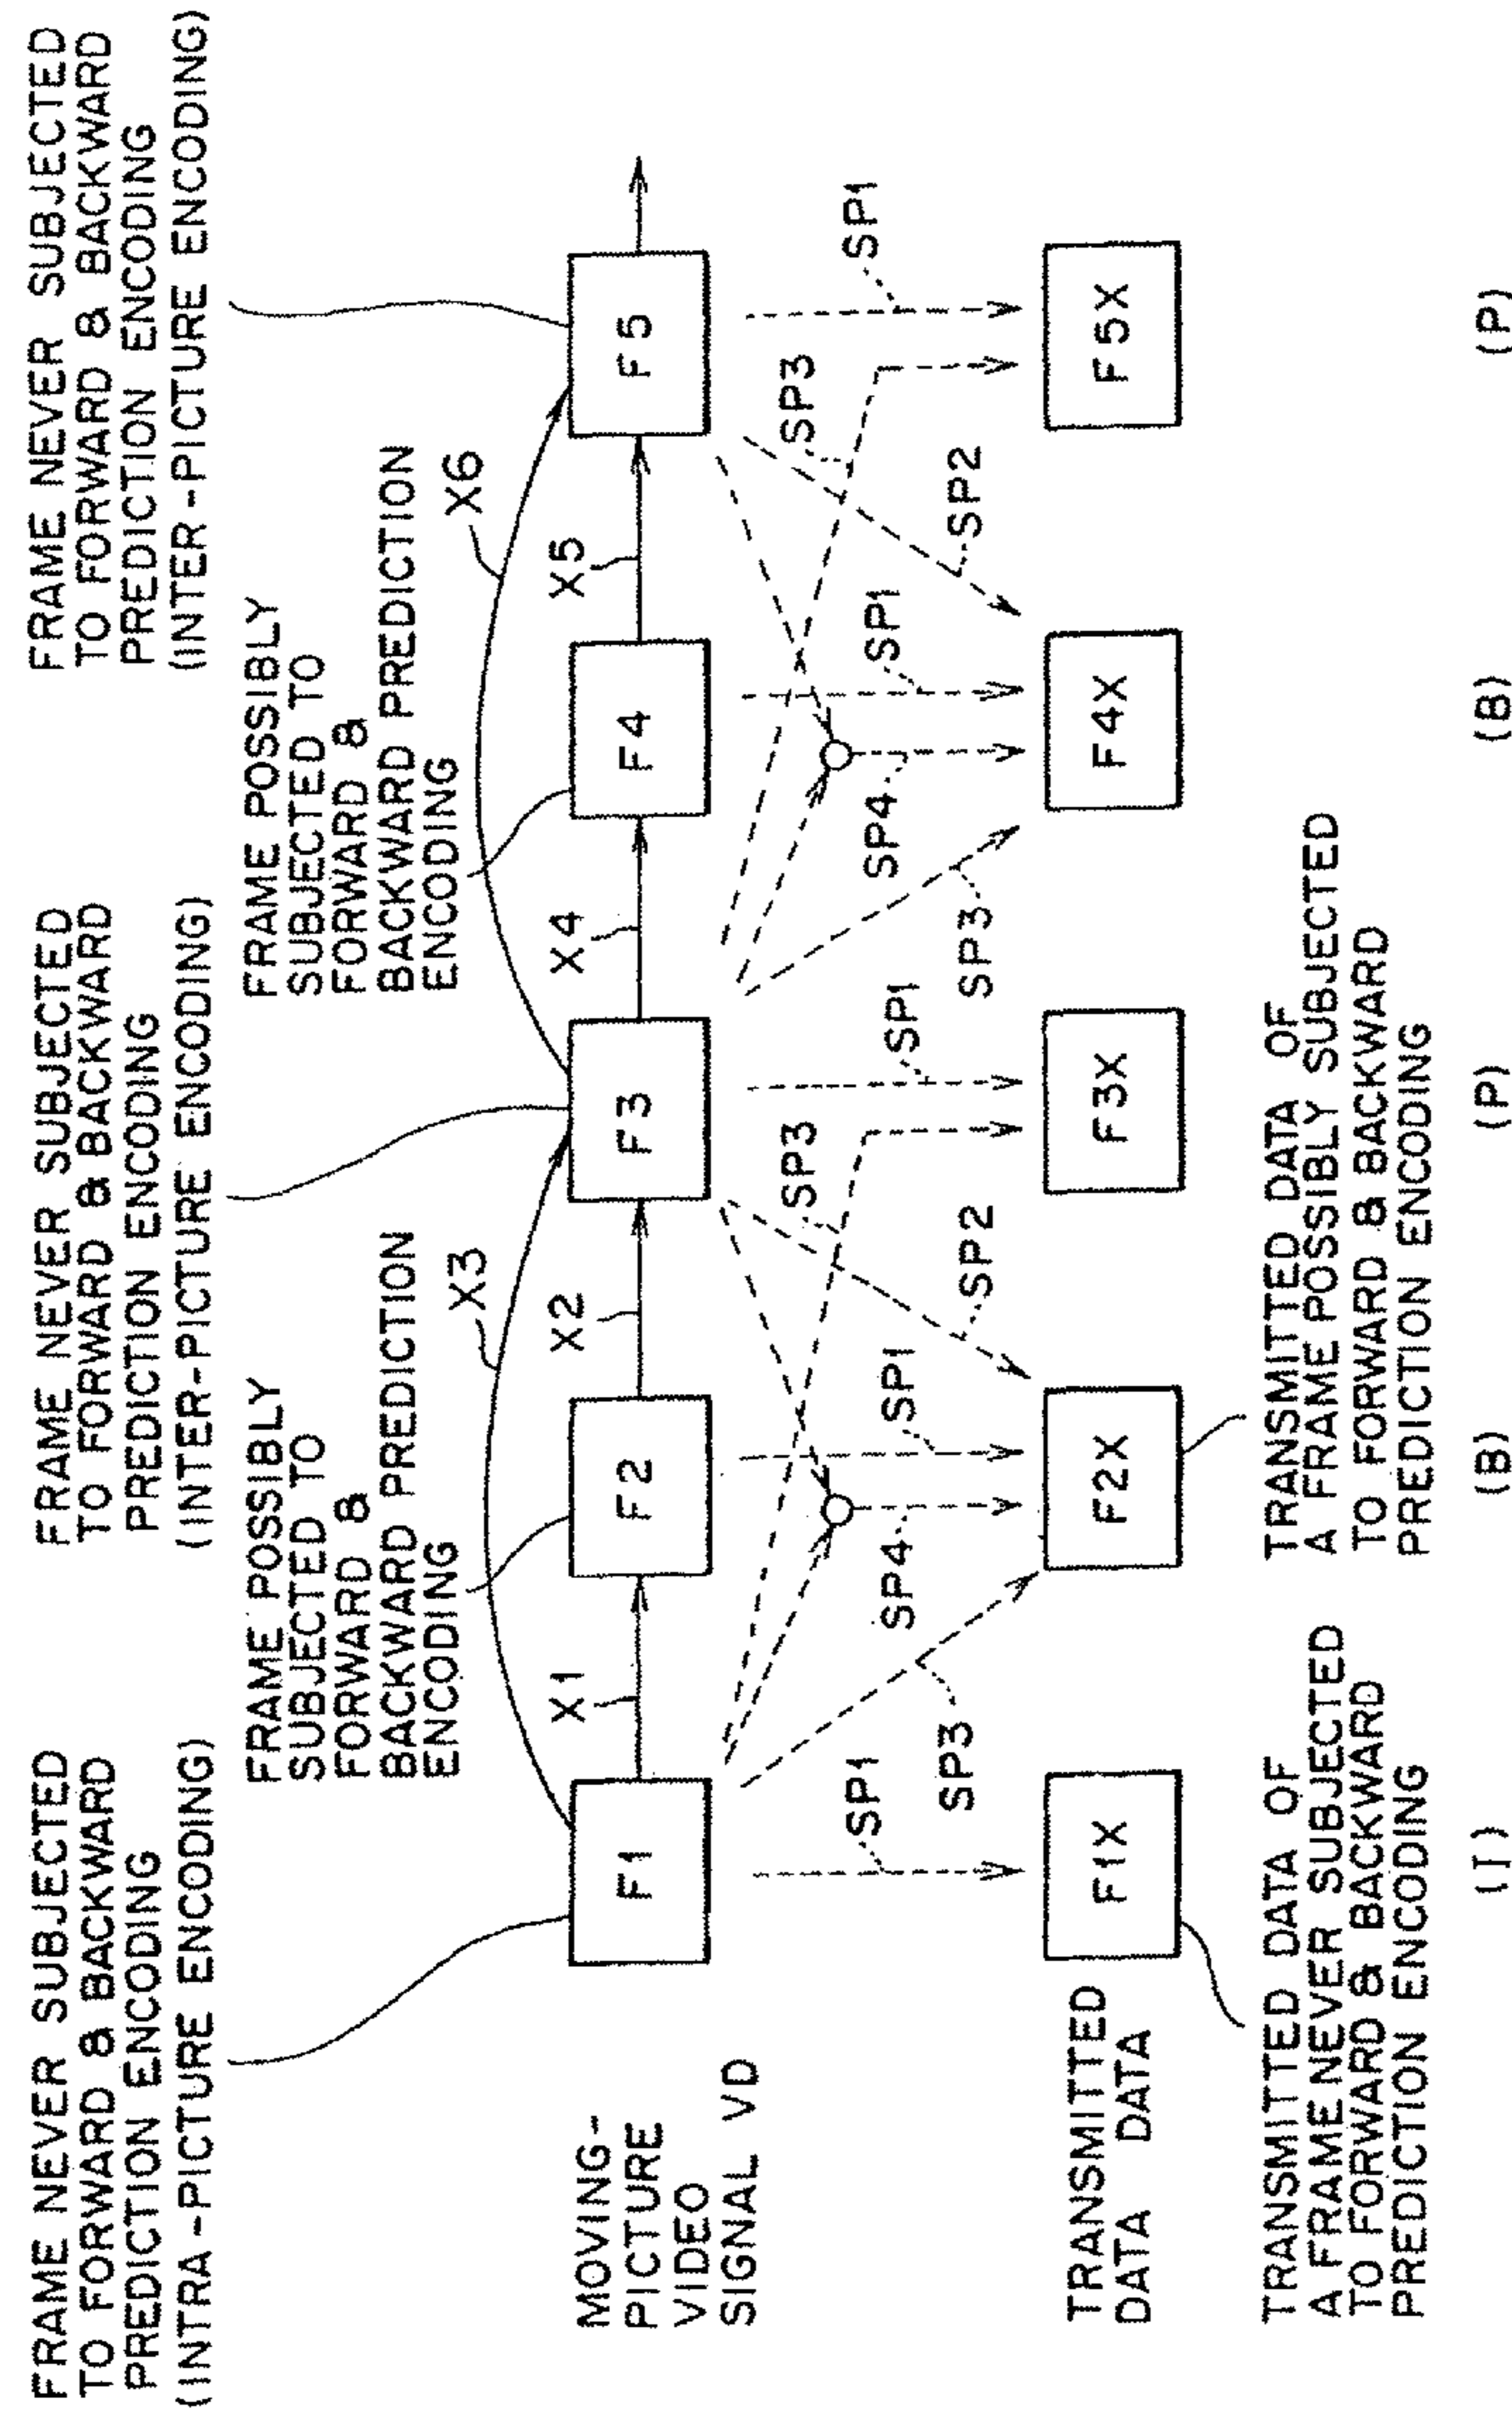 FRAME NEVER SUBJECTED
TO FORWARD & BACKWARD
PREDICTION ENCODING
(INTRA-PICTURE ENCODING)
FRAME NEVER SUBJECTED
TO FORWARD & BACKWARD
PREDICTION ENCODING
(INTER-PICTURE ENCODING)
FRAME NEVER SUBJECTED
TO FORWARD & BACKWARD
PREDICTION ENCODING
(INTER-PICTURE ENCODING)
FRAME POSSIBLY
SUBJECTED TO
FORWARD &
BACKWARD PREDICTION
ENCODING
FRAME POSSIBLY
SUBJECTED TO
FORWARD &
BACKWARD PREDICTION
ENCODING
X3
X6
X1
X2
X4
X5
MOVING-
PICTURE
VIDEO
SIGNAL VD
F1
F2
F3
F4
F5
SP3
SP3
SP1
SP4
SP1
SP1
SP4
SP1
SP1
SP3
SP2
SP3
SP2
TRANSMITTED
DATA DATA
F1X
F2X
F3X
F4X
F5X
TRANSMITTED DATA OF
A FRAME NEVER SUBJECTED
TO FORWARD & BACKWARD
PREDICTION ENCODING
TRANSMITTED DATA OF
A FRAME POSSIBLY SUBJECTED
TO FORWARD & BACKWARD
PREDICTION ENCODING
(I)
(B)
(P)
(B)
(P)